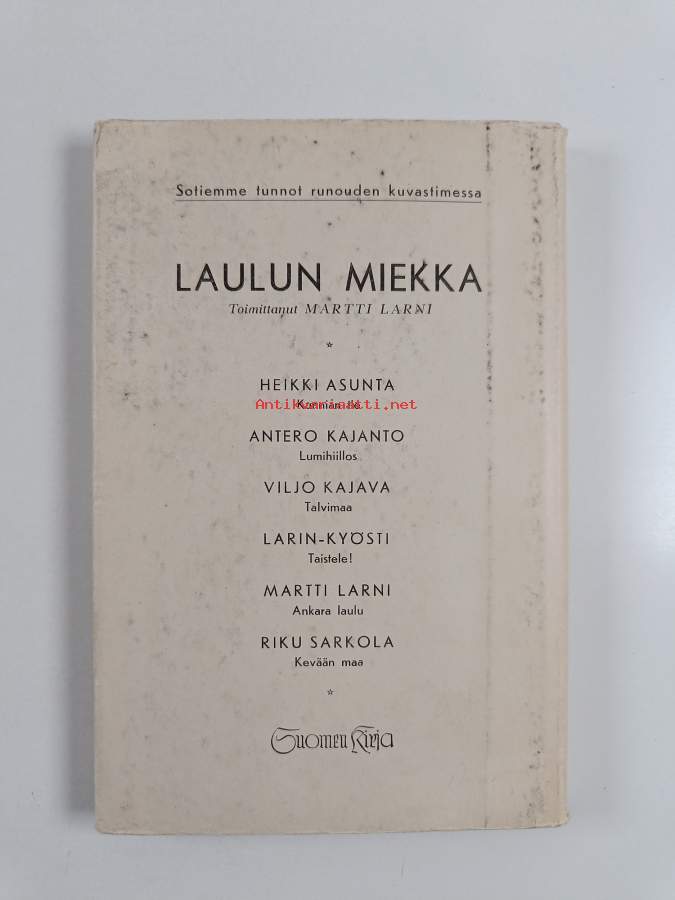 Sotiemme tunnot runouden kuvastimessa
LAULUN MIEKKA
Toimittanut MARTTI LARNI
HEIKKI ASUNTA
Antikvariaatti.net
ANTERO KAJANTO
Lumihiillos
VILJO KAJAVA
Talvimaa
LARIN-KYÖSTI
Taistele!
MARTTI LARNI
Ankara laulu
RIKU SARKOLA
Kevään maa
Suomen Kirja